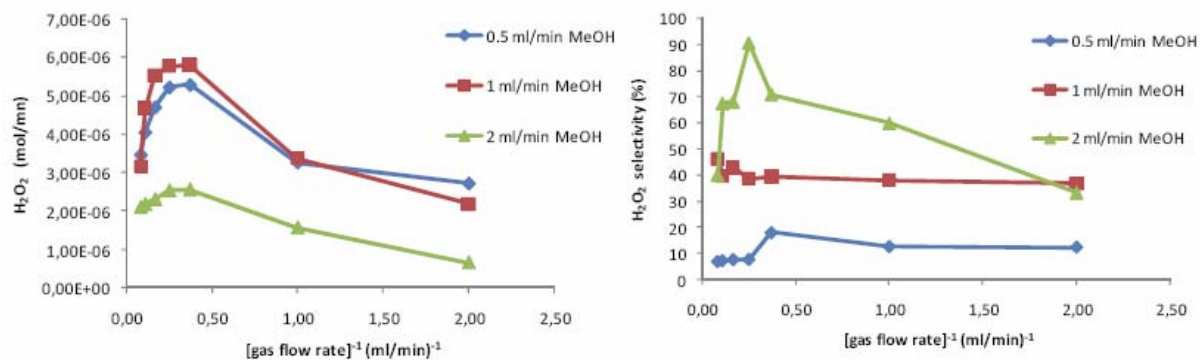 7,00E-06
6,00E-06
5,00E-06
4,00E-06
3,00E-06
2,00E-06
1,00E-06
0,00E+00
H₂O₂ (mol/mn)
0,00 0,50 1,00 1,50 2,00 2,50
[gas flow rate]⁻¹ (ml/min)⁻¹
0.5 ml/min MeOH
1 ml/min MeOH
2 ml/min MeOH
100
90
80
70
60
50
40
30
20
10
0
H₂O₂ selectivity (%)
0,00 0,50 1,00 1,50 2,00 2,50
[gas flow rate]⁻¹ (ml/min)⁻¹
0.5 ml/min MeOH
1 ml/min MeOH
2 ml/min MeOH